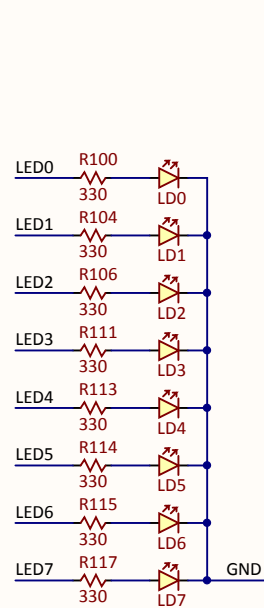 R100
LED0
330
LD0
R104
LED1
330
LD1
R106
LED2
330
LD2
R111
LED3
330
LD3
R113
LED4
330
LD4
R114
LED5
330
LD5
R115
LED6
330
LD6
R117
LED7
GND
330
LD7